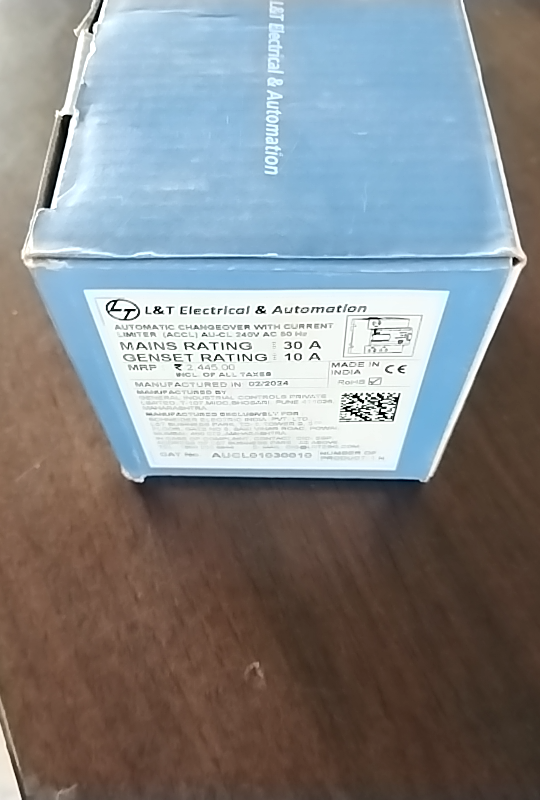 L&T Electrical & Automation
L&T Electrical & Automation
AUTOMATIC CHANGEOVER WITH CURRENT
LIMITER (ACCL) AU-CL 240V AC 50 Hz
MAINS RATING : 30 A
GENSET RATING : 10 A
MRP ₹ 2,445.00
INCL. OF ALL TAXES
MADE IN
INDIA
CE
RoHS
MANUFACTURED IN: 02/2024
MANUFACTURED BY
GENERAL INDUSTRIAL CONTROLS PRIVATE
LIMITED, MIDC, BHOSARI, PUNE
MAHARASHTRA
MANUFACTURED EXCLUSIVELY FOR
ELECTRIC INDIA PVT. LTD.
CAT No. AUCL01030010
NUMBER OF
PRODUCT: 1 N